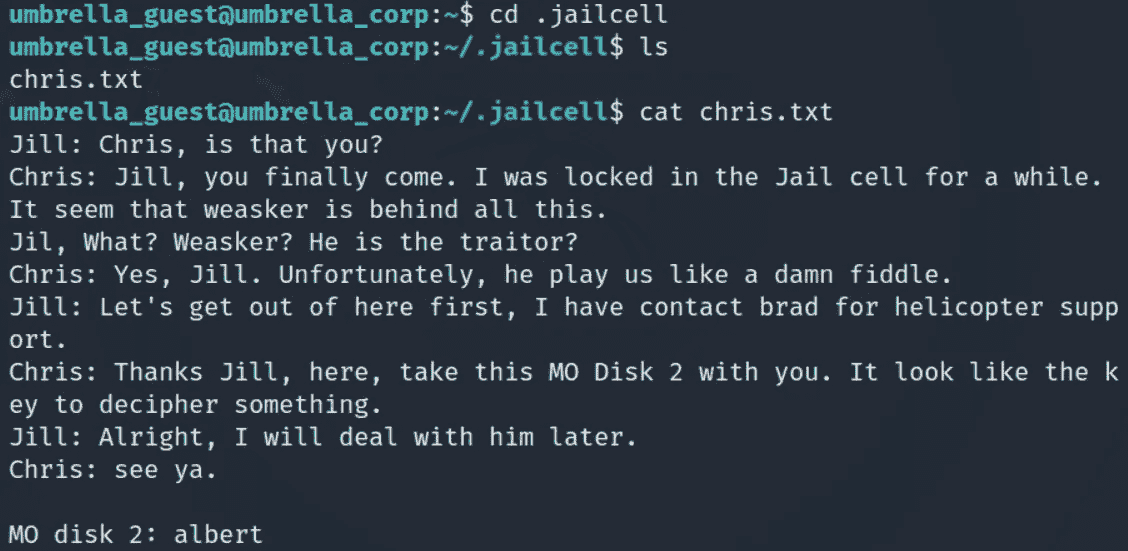 umbrella_guest@umbrella_corp:~$ cd .jailcell
umbrella_guest@umbrella_corp:~/.jailcell$ ls
chris.txt
umbrella_guest@umbrella_corp:~/.jailcell$ cat chris.txt
Jill: Chris, is that you?
Chris: Jill, you finally come. I was locked in the Jail cell for a while.
It seem that weasker is behind all this.
Jil, What? Weasker? He is the traitor?
Chris: Yes, Jill. Unfortunately, he play us like a damn fiddle.
Jill: Let's get out of here first, I have contact brad for helicopter supp
ort.
Chris: Thanks Jill, here, take this MO Disk 2 with you. It look like the k
ey to decipher something.
Jill: Alright, I will deal with him later.
Chris: see ya.
MO disk 2: albert